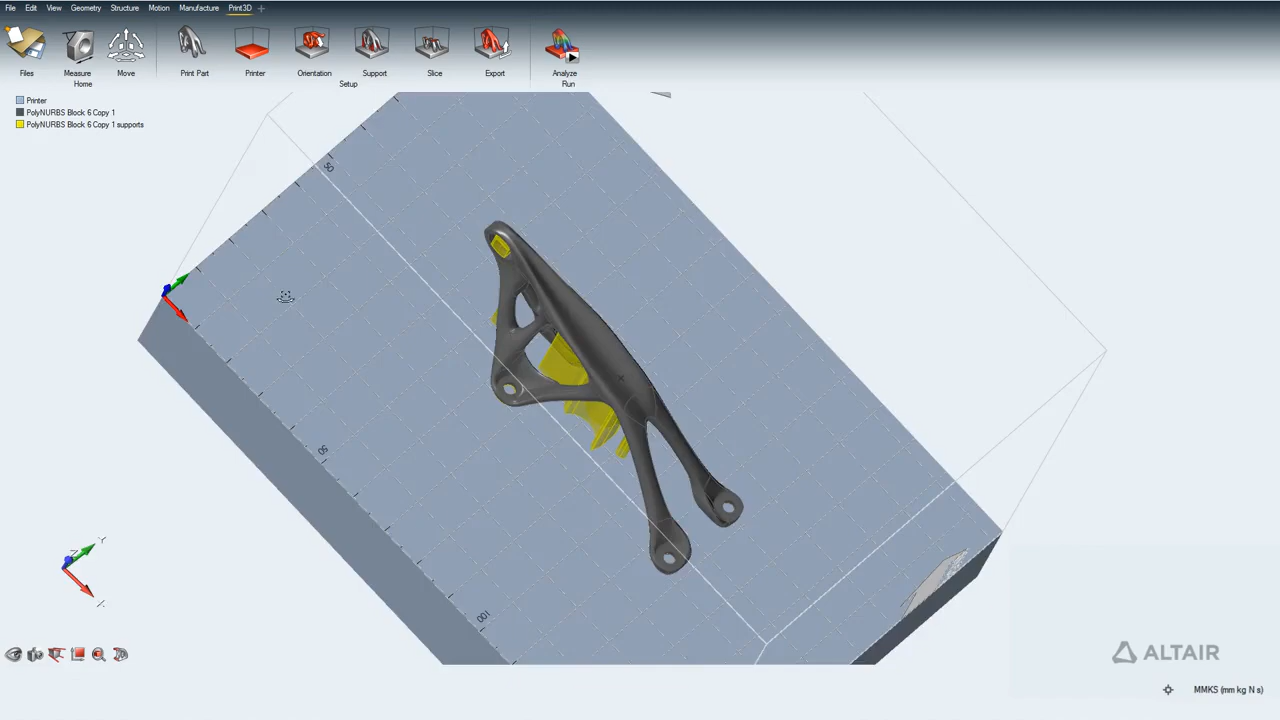 File Edit View Geometry Structure Motion Manufacture Print3D +
Files Measure Move Print Part Printer Orientation Support Slice Export Analyze
Home Setup Run
Printer
PolyNURBS Block 6 Copy 1
PolyNURBS Block 6 Copy 1 supports
50
50
100
Y
Z
X
ALTAIR
MMKS (mm kg N s)